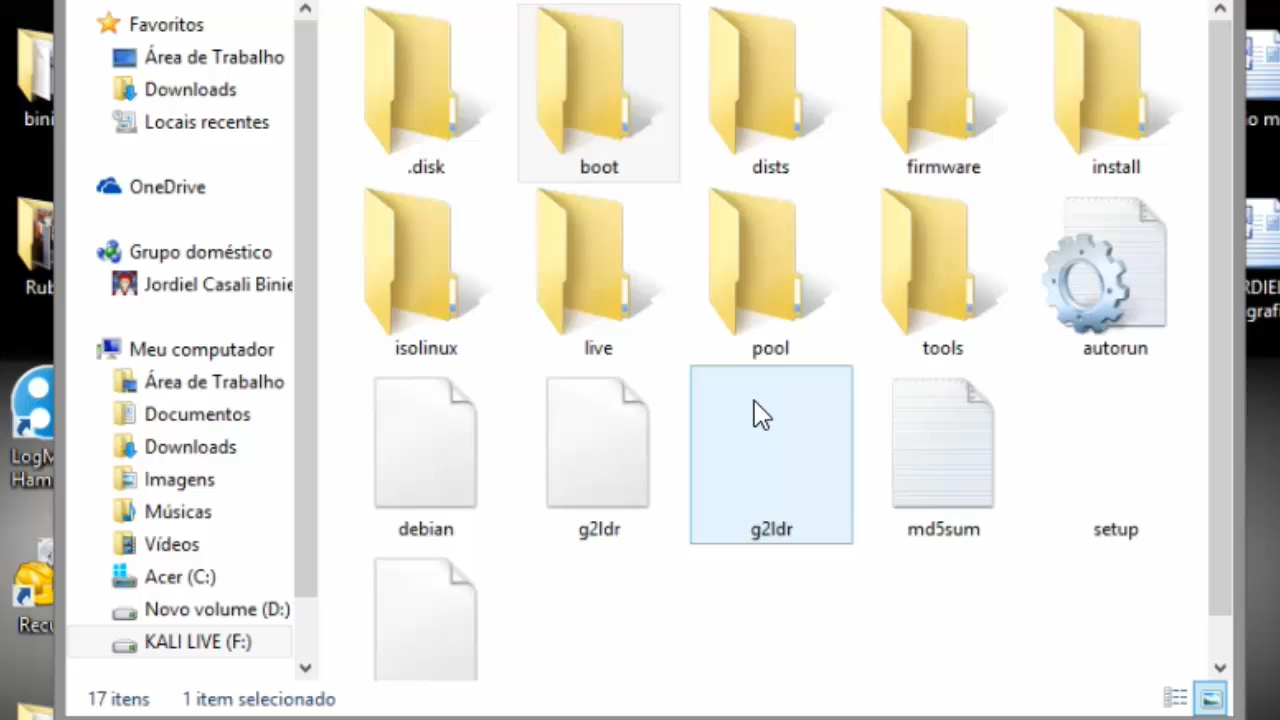 Favoritos
Área de Trabalho
Downloads
Locais recentes
OneDrive
Grupo doméstico
Jordiel Casali Binie
Meu computador
Área de Trabalho
Documentos
Downloads
Imagens
Músicas
Vídeos
Acer (C:)
Novo volume (D:)
KALI LIVE (F:)
.disk
boot
dists
firmware
install
isolinux
live
pool
tools
autorun
debian
g2ldr
g2ldr
md5sum
setup
17 itens
1 item selecionado
bini
Rub
LogM
Ham
Recu
o m
RDIEL
grafi